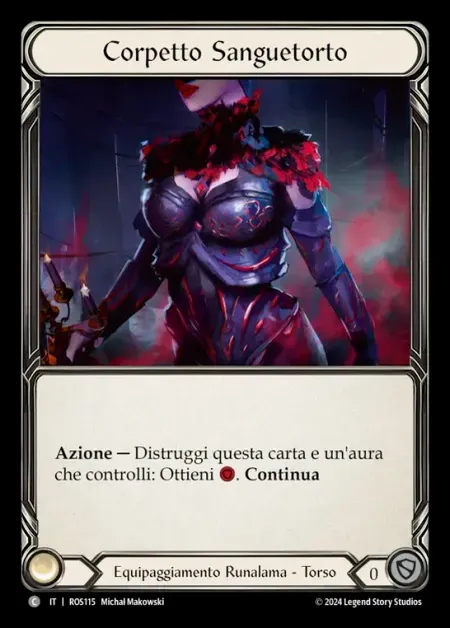 Corpetto Sanguetorto
Azione — Distruggi questa carta e un'aura
che controlli: Ottieni . Continua
Equipaggiamento Runalama - Torso
0
C IT | ROS115 Michał Makowski
© 2024 Legend Story Studios